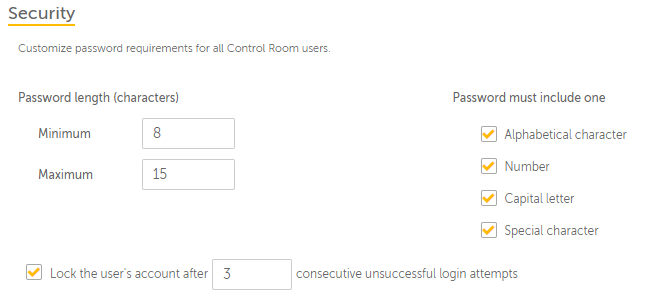 Security
Customize password requirements for all Control Room users.
Password length (characters)
Minimum 8
Maximum 15
Password must include one
Alphabetical character
Number
Capital letter
Special character
Lock the user's account after 3 consecutive unsuccessful login attempts